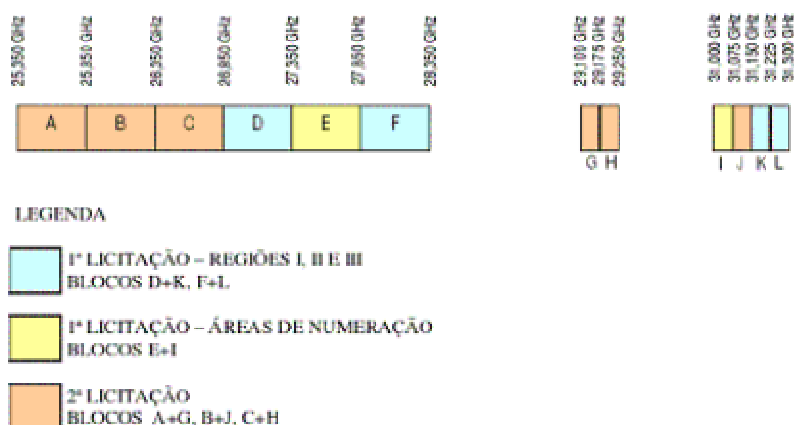 25,350 GHz
25,850 GHz
26,350 GHz
26,850 GHz
27,350 GHz
27,850 GHz
28,350 GHz
29,100 GHz
29,175 GHz
29,250 GHz
31,000 GHz
31,075 GHz
31,150 GHz
31,225 GHz
31,300 GHz
A B C D E F
G H
I J K L
LEGENDA
1ª LICITAÇÃO – REGIÕES I, II E III
BLOCOS D+K, F+L
1ª LICITAÇÃO – ÁREAS DE NUMERAÇÃO
BLOCOS E+I
2ª LICITAÇÃO
BLOCOS A+G, B+J, C+H